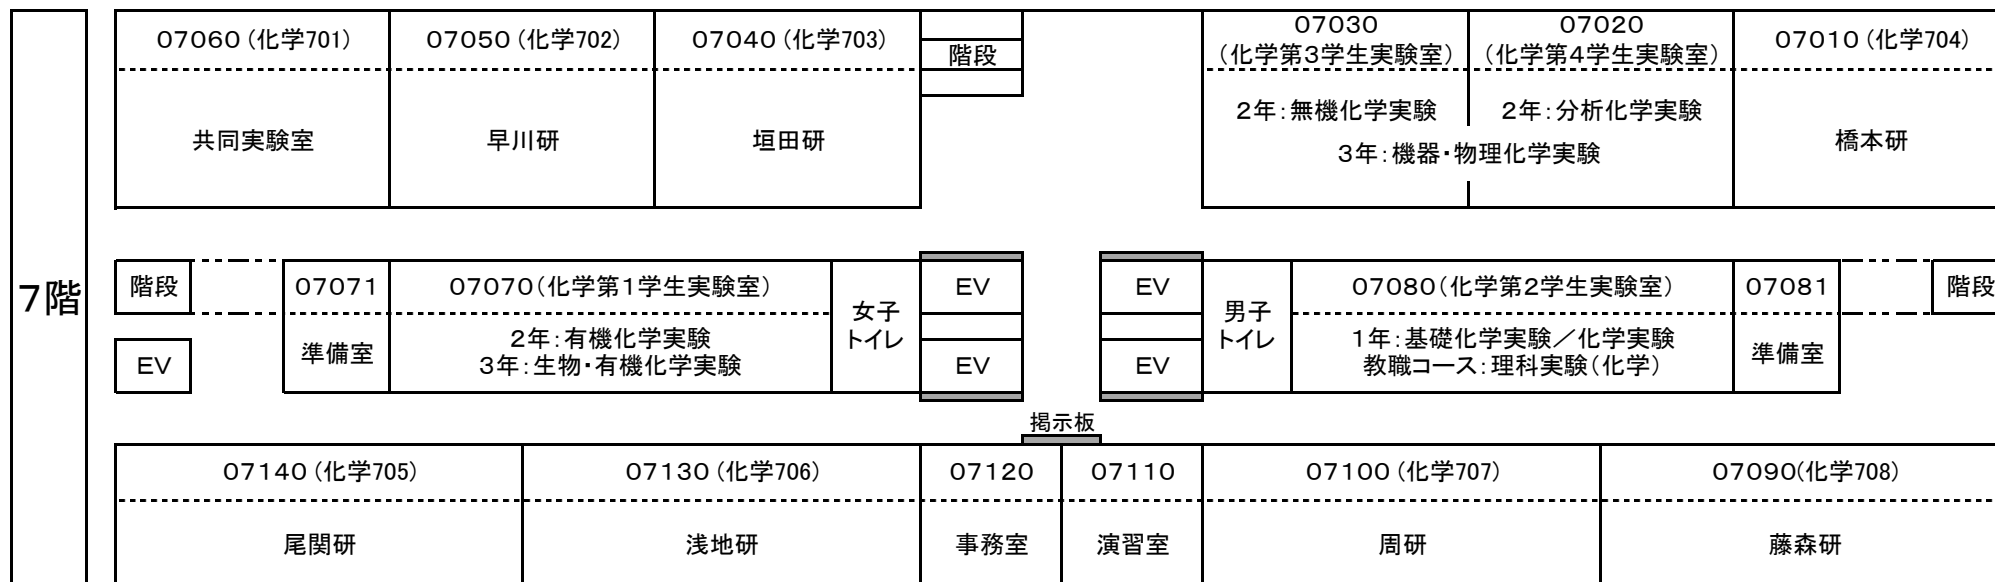 7階
07060(化学701)
共同実験室
07050(化学702)
早川研
07040(化学703)
垣田研
階段
07030
(化学第3学生実験室)
2年:無機化学実験
07020
(化学第4学生実験室)
2年:分析化学実験
3年:機器・物理化学実験
07010(化学704)
橋本研
階段
EV
07071
準備室
07070(化学第1学生実験室)
2年:有機化学実験
3年:生物・有機化学実験
女子
トイレ
EV
EV
EV
EV
男子
トイレ
07080(化学第2学生実験室)
1年:基礎化学実験/化学実験
教職コース:理科実験(化学)
07081
準備室
階段
掲示板
07140(化学705)
尾関研
07130(化学706)
浅地研
07120
事務室
07110
演習室
07100(化学707)
周研
07090(化学708)
藤森研